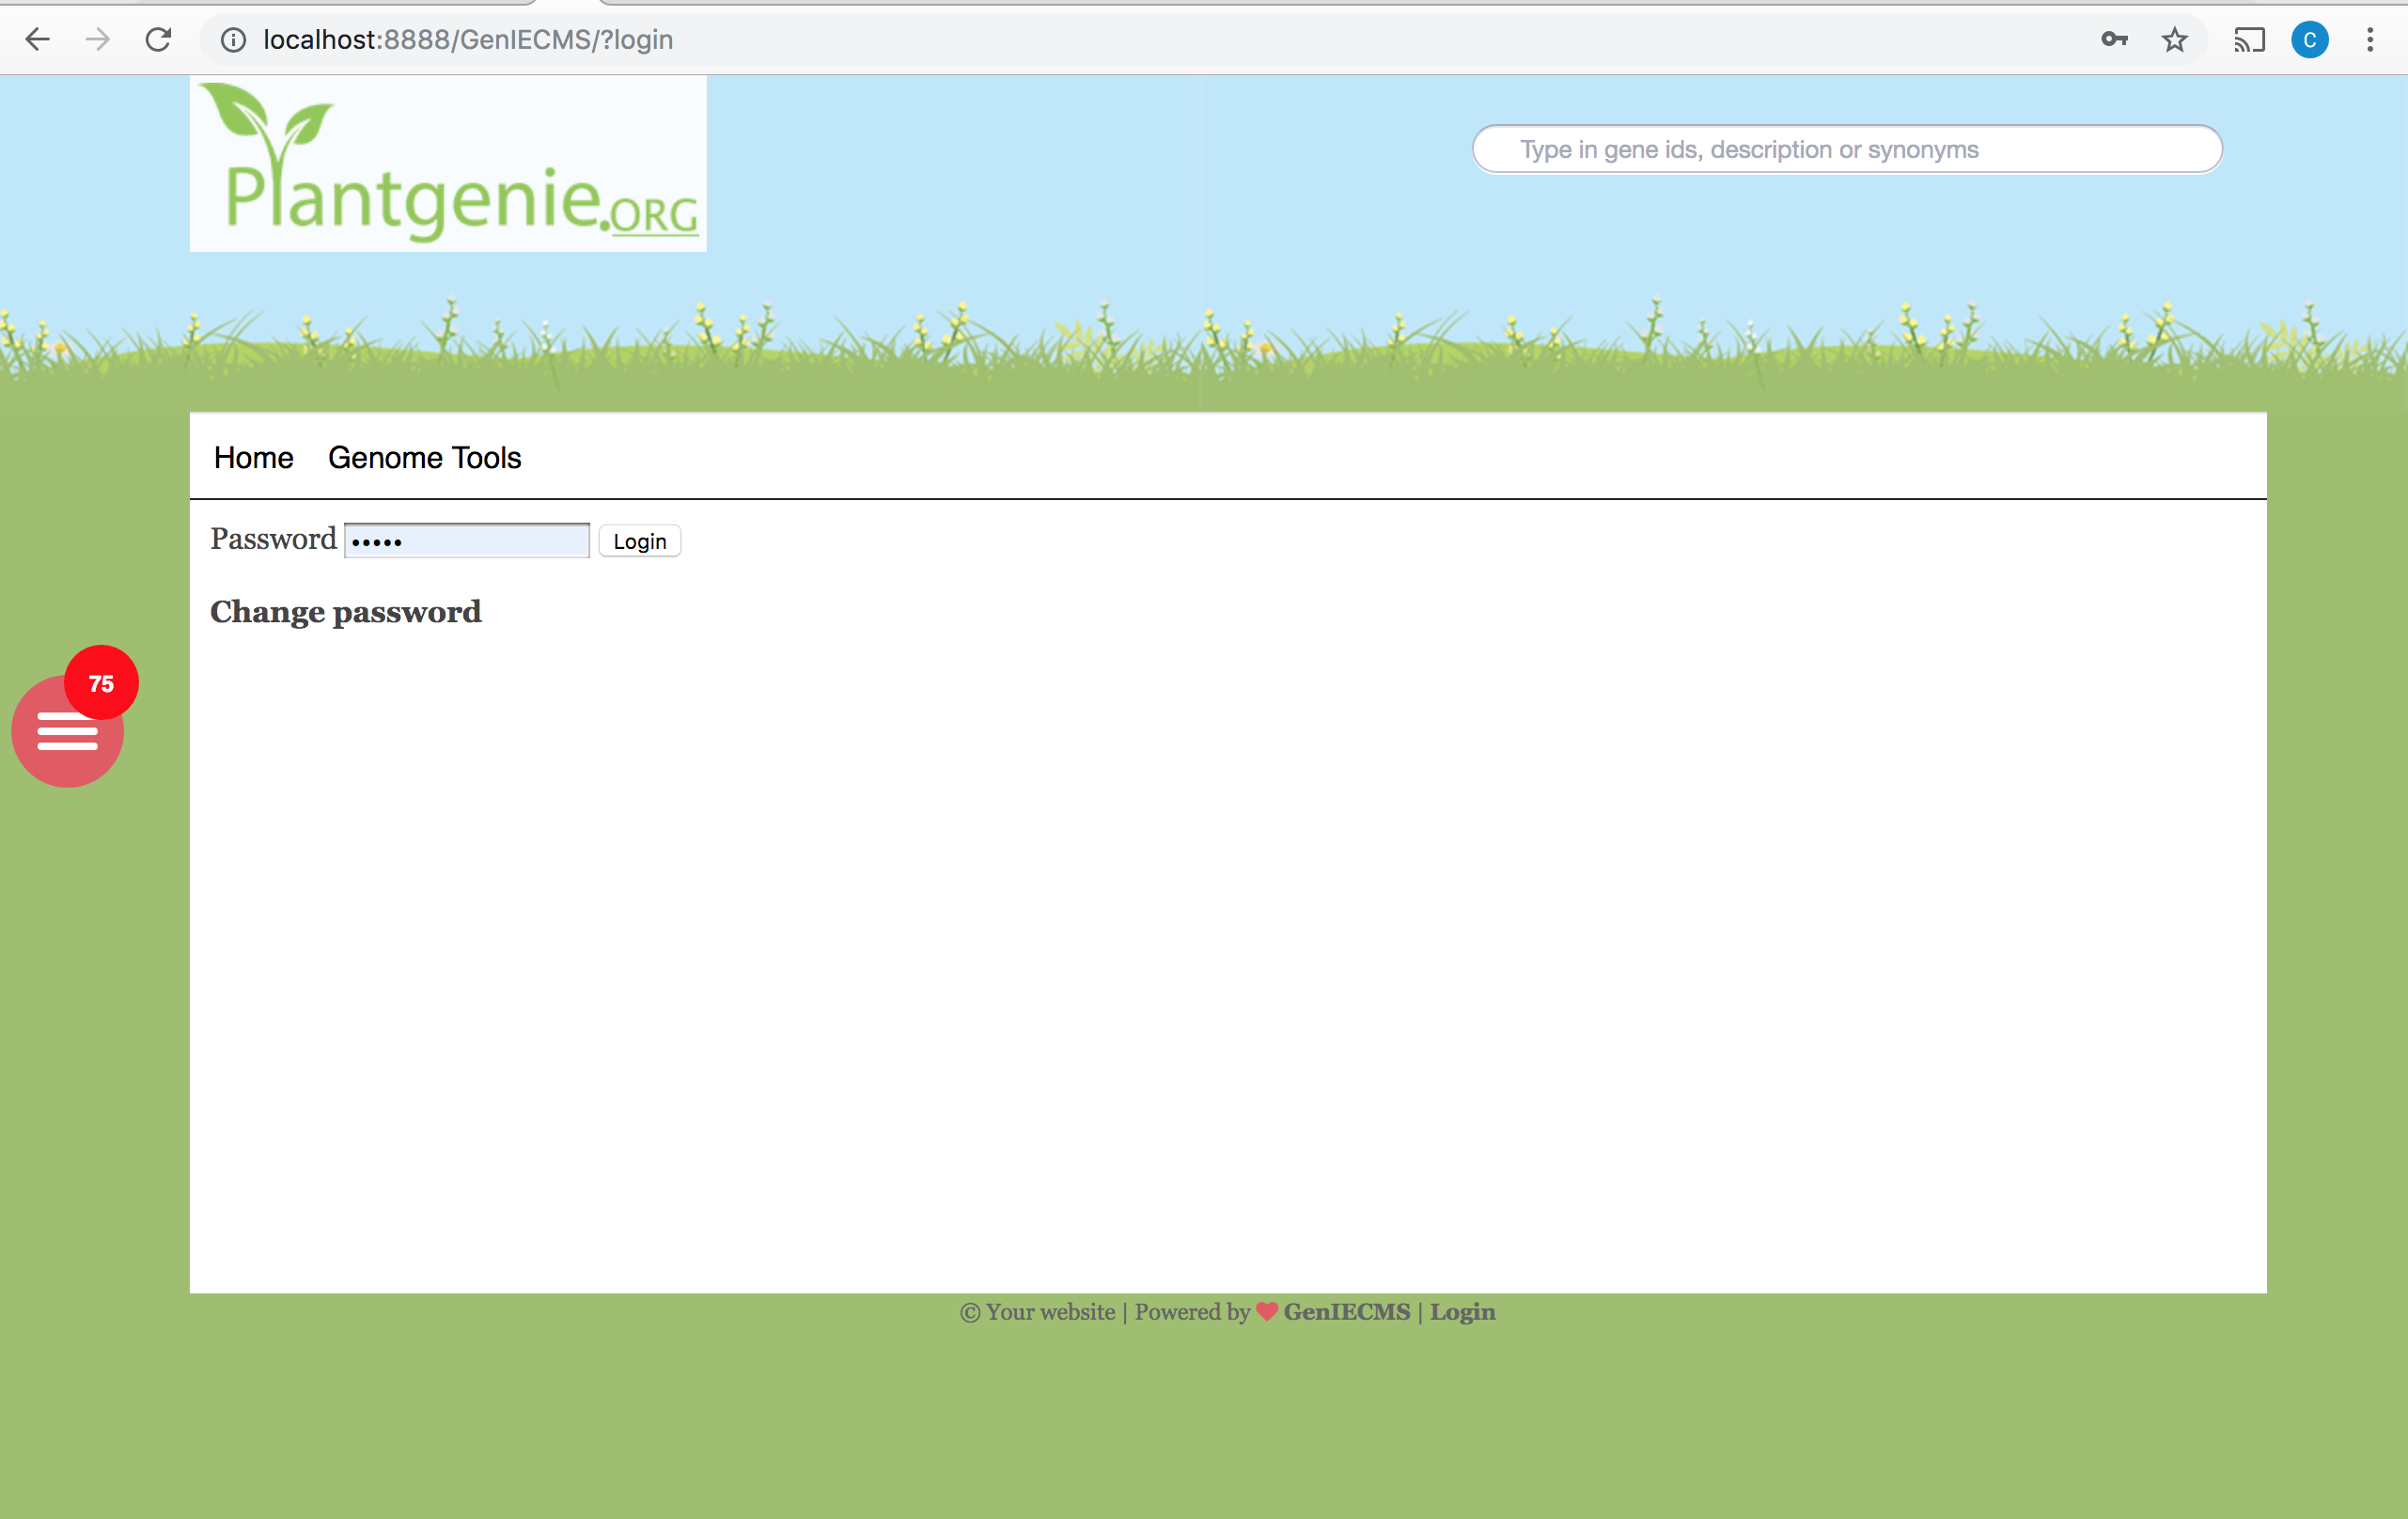 localhost:8888/GenIECMS/?login
C
Plantgenie.ORG
Type in gene ids, description or synonyms
Home Genome Tools
Password ••••• Login
Change password
75
© Your website | Powered by ❤ GenIECMS | Login